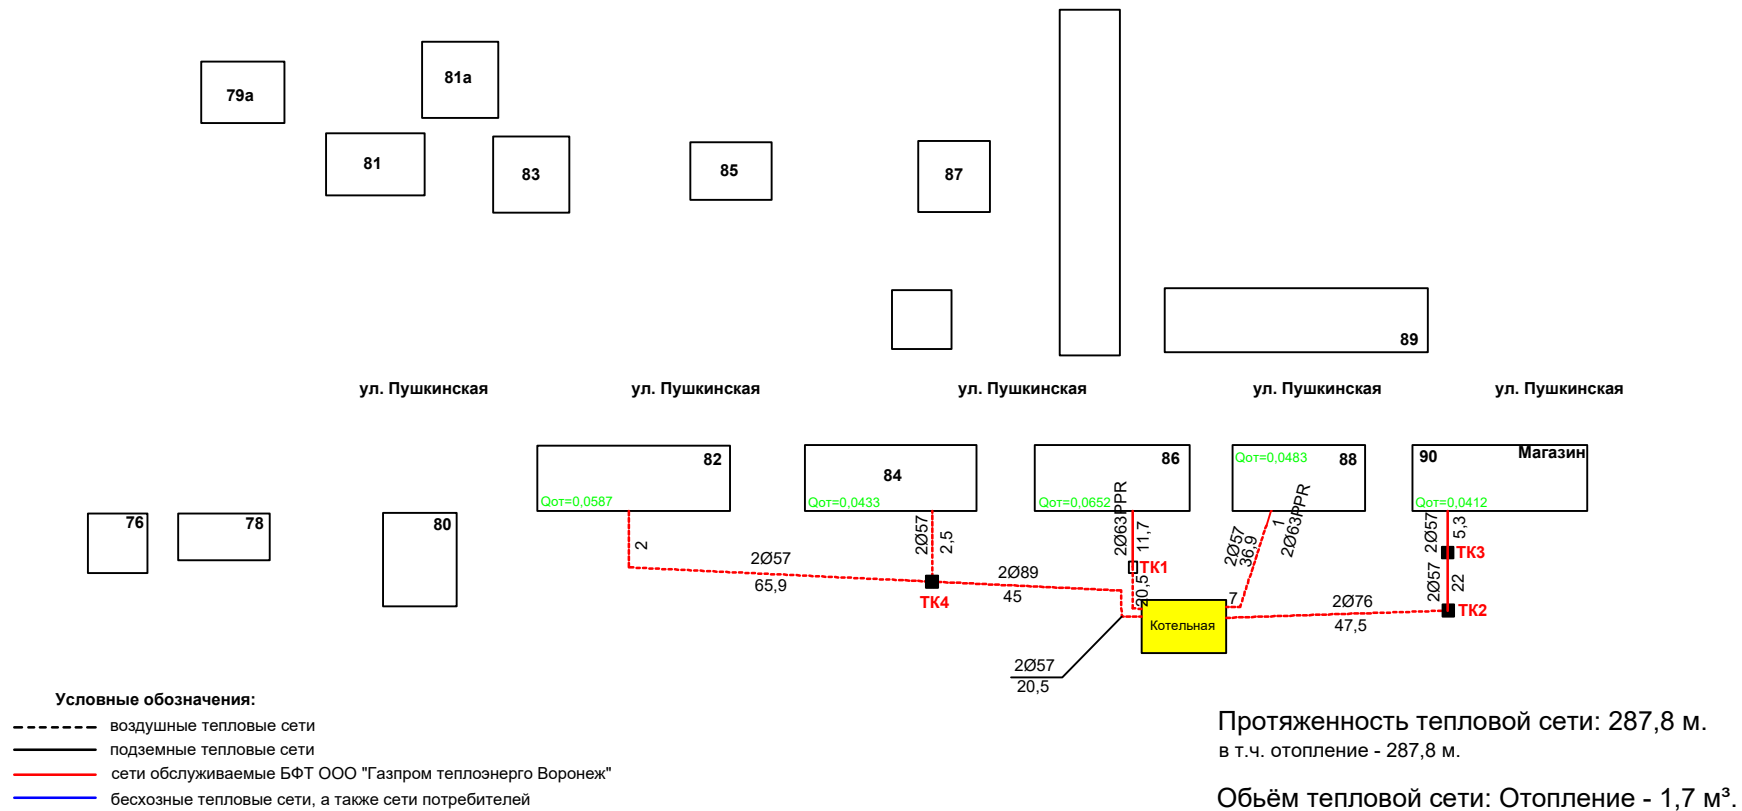 81а
79а
81
83
85
87
89
ул. Пушкинская
ул. Пушкинская
ул. Пушкинская
ул. Пушкинская
ул. Пушкинская
82
Qот=0,0587
84
Qот=0,0433
86
Qот=0,0652
88
Qот=0,0483
90
Магазин
Qот=0,0412
76
78
80
2
2Ø57
65,9
2Ø57
2,5
ТК4
2Ø89
45
2Ø63PPR
11,7
ТК1
20,5
2Ø57
36,9
1
2Ø63PPR
7
Котельная
2Ø76
47,5
2Ø57
5,3
ТК3
2Ø57
22
ТК2
2Ø57
20,5
Условные обозначения:
воздушные тепловые сети
подземные тепловые сети
сети обслуживаемые БФТ ООО "Газпром теплоэнерго Воронеж"
бесхозные тепловые сети, а также сети потребителей
Протяженность тепловой сети: 287,8 м.
в т.ч. отопление - 287,8 м.
Обьём тепловой сети: Отопление - 1,7 м³.